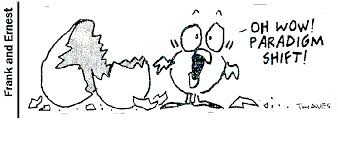 Frank and Ernest
OH WOW!
PARADIGM
SHIFT!
THAVES